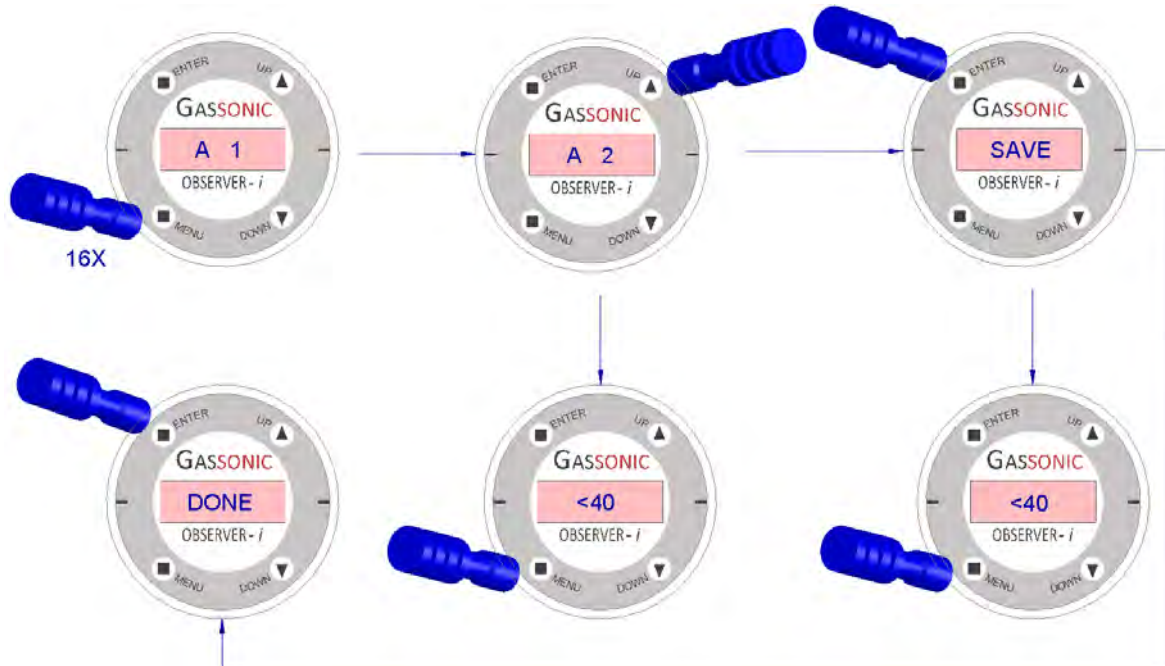 ENTER UP
GASSONIC
A 1
OBSERVER-i
MENU DOWN
16X
ENTER UP
GASSONIC
A 2
OBSERVER-i
MENU DOWN
ENTER UP
GASSONIC
SAVE
OBSERVER-i
MENU DOWN
ENTER UP
GASSONIC
DONE
OBSERVER-i
MENU DOWN
ENTER UP
GASSONIC
<40
OBSERVER-i
MENU DOWN
ENTER UP
GASSONIC
<40
OBSERVER-i
MENU DOWN